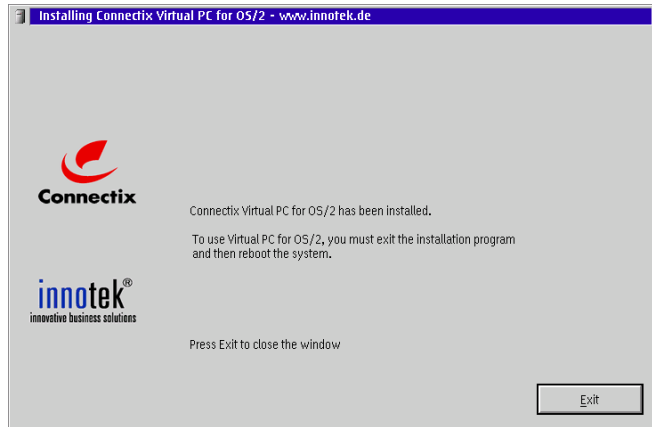 Installing Connectix Virtual PC for OS/2 - www.innotek.de
Connectix
Connectix Virtual PC for OS/2 has been installed.
To use Virtual PC for OS/2, you must exit the installation program
and then reboot the system.
innotek®
innovative business solutions
Press Exit to close the window
Exit